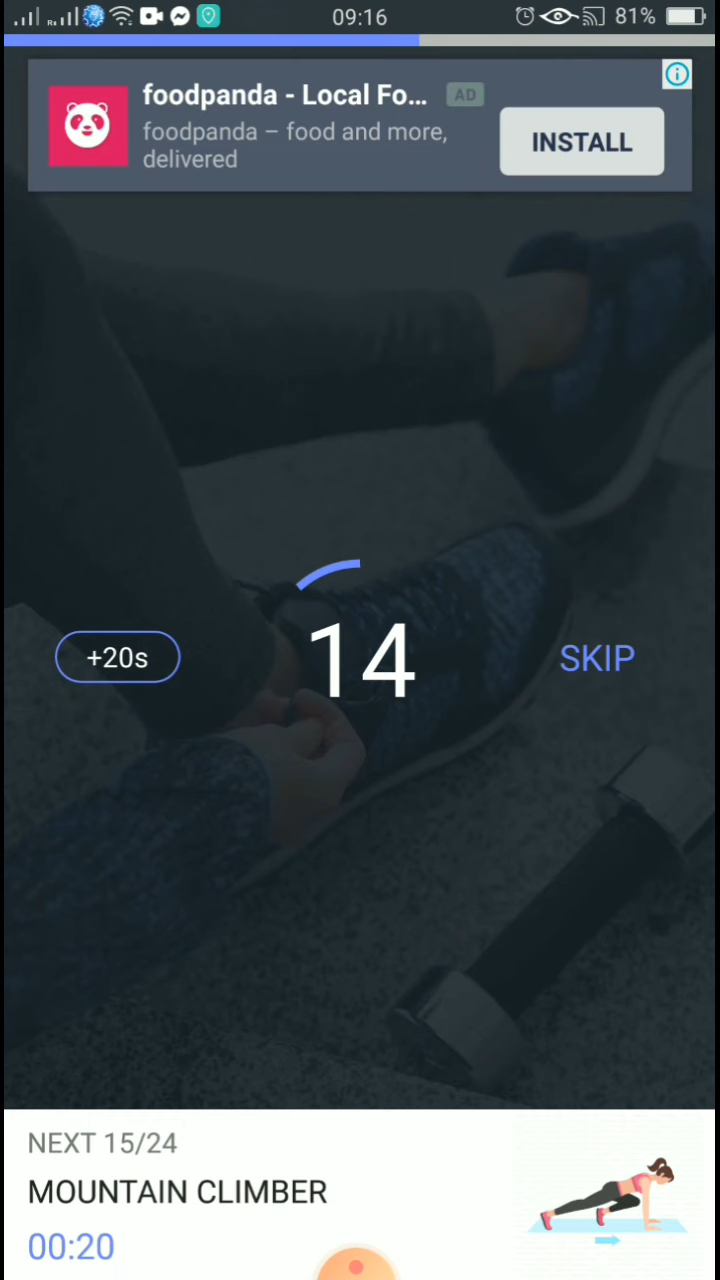 09:16
81%
foodpanda - Local Fo...
AD
foodpanda – food and more,
delivered
INSTALL
+20s
14
SKIP
NEXT 15/24
MOUNTAIN CLIMBER
00:20